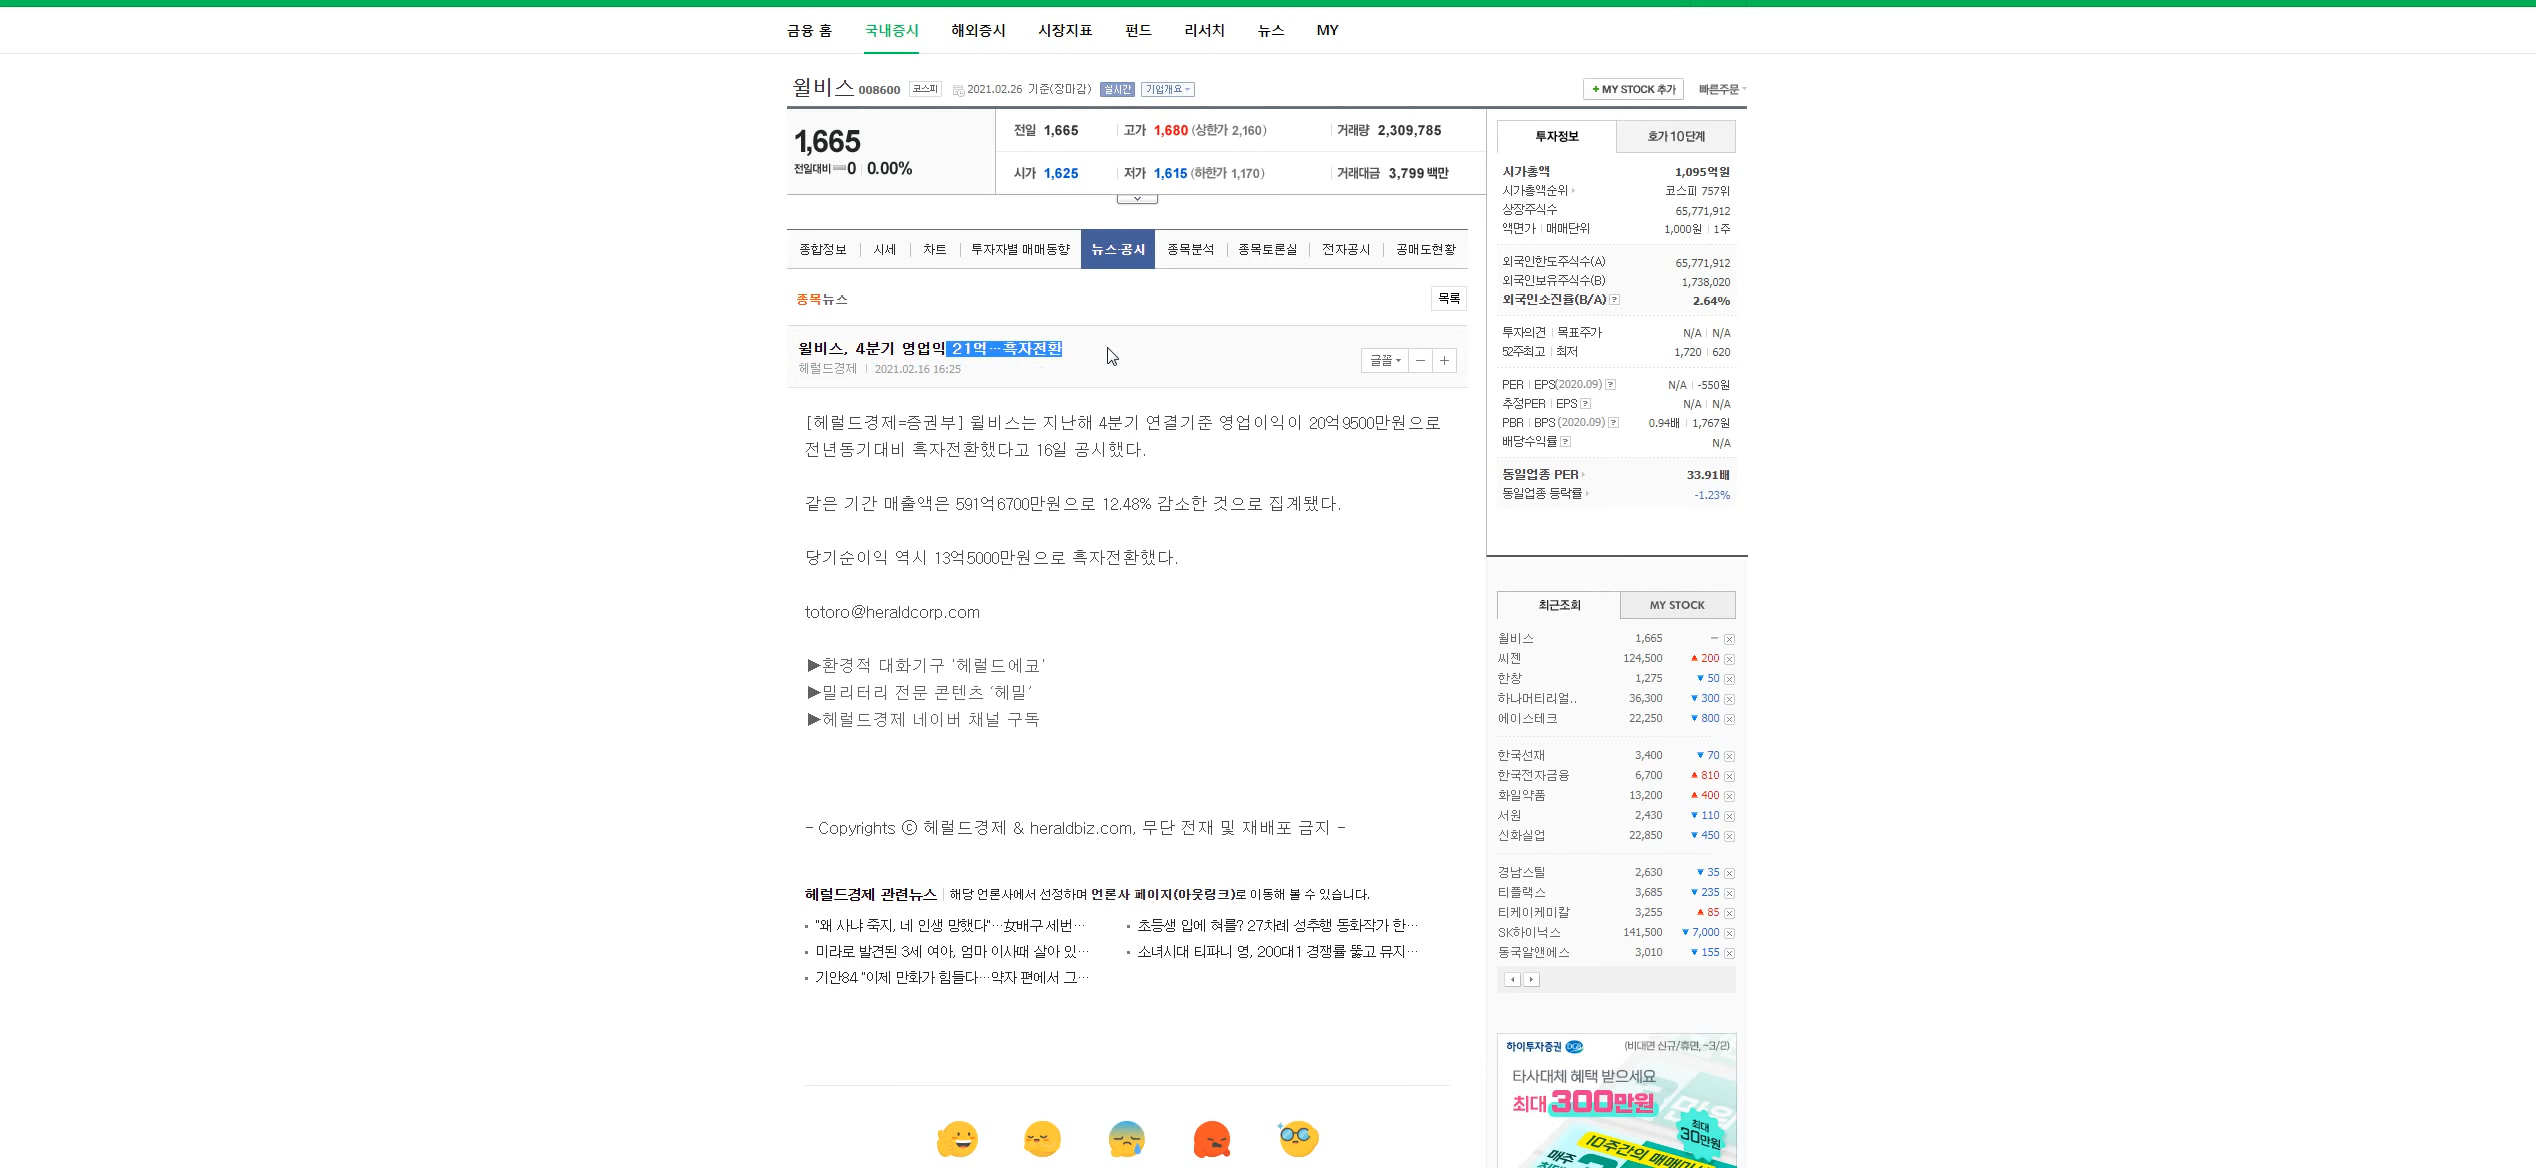 금융 홈 국내증시 해외증시 시장지표 펀드 리서치 뉴스 MY
윌비스 008600 코스피 2021.02.26 기준(장마감) 실시간 기업개요
+ MY STOCK 추가 빠른주문
1,665
전일대비 0 0.00%
전일 1,665 고가 1,680 (상한가 2,160) 거래량 2,309,785
시가 1,625 저가 1,615 (하한가 1,170) 거래대금 3,799 백만
종합정보 시세 차트 투자자별 매매동향 뉴스·공시 종목분석 종목토론실 전자공시 공매도현황
종목뉴스 목록
윌비스, 4분기 영업익 21억…흑자전환
헤럴드경제 2021.02.16 16:25
글꼴 − +
[헤럴드경제=증권부] 윌비스는 지난해 4분기 연결기준 영업이익이 20억9500만원으로
전년동기대비 흑자전환했다고 16일 공시했다.
같은 기간 매출액은 591억6700만원으로 12.48% 감소한 것으로 집계됐다.
당기순이익 역시 13억5000만원으로 흑자전환했다.
totoro@heraldcorp.com
▶환경적 대화기구 '헤럴드에코'
▶밀리터리 전문 콘텐츠 ‘헤밀’
▶헤럴드경제 네이버 채널 구독
- Copyrights ⓒ 헤럴드경제 & heraldbiz.com, 무단 전재 및 재배포 금지 -
헤럴드경제 관련뉴스 해당 언론사에서 선정하며 언론사 페이지(아웃링크)로 이동해 볼 수 있습니다.
"왜 사냐 죽지, 네 인생 망했다"…女배구 세번…
미라로 발견된 3세 여아, 엄마 이사때 살아 있…
기안84 "이제 만화가 힘들다…약자 편에서 그…
초등생 입에 혀를? 27차례 성추행 동화작가 한…
소녀시대 티파니 영, 200대1 경쟁률 뚫고 뮤지…
투자정보 호가 10단계
시가총액 1,095억원
시가총액순위 코스피 757위
상장주식수 65,771,912
액면가 매매단위 1,000원 1주
외국인한도주식수(A) 65,771,912
외국인보유주식수(B) 1,738,020
외국인소진율(B/A) ? 2.64%
투자의견 목표주가 N/A N/A
52주최고 최저 1,720 620
PER EPS(2020.09) ? N/A -550원
추정PER EPS ? N/A N/A
PBR BPS (2020.09) ? 0.94배 1,767원
배당수익률 ? N/A
동일업종 PER 33.91배
동일업종 등락률 -1.23%
최근조회 MY STOCK
윌비스 1,665 −
씨젠 124,500 ▲ 200
한창 1,275 ▼ 50
하나머티리얼.. 36,300 ▼ 300
에이스테크 22,250 ▼ 800
한국선재 3,400 ▼ 70
한국전자금융 6,700 ▲ 810
화일약품 13,200 ▲ 400
서원 2,430 ▼ 110
신화실업 22,850 ▼ 450
경남스틸 2,630 ▼ 35
티플랙스 3,685 ▼ 235
티케이케미칼 3,255 ▲ 85
SK하이닉스 141,500 ▼ 7,000
동국알앤에스 3,010 ▼ 155
하이투자증권 DGB (비대면 신규/휴면, ~3/2)
타사대체 혜택 받으세요
최대 300만원
최대
30만원
10주간의 매매미션
매주